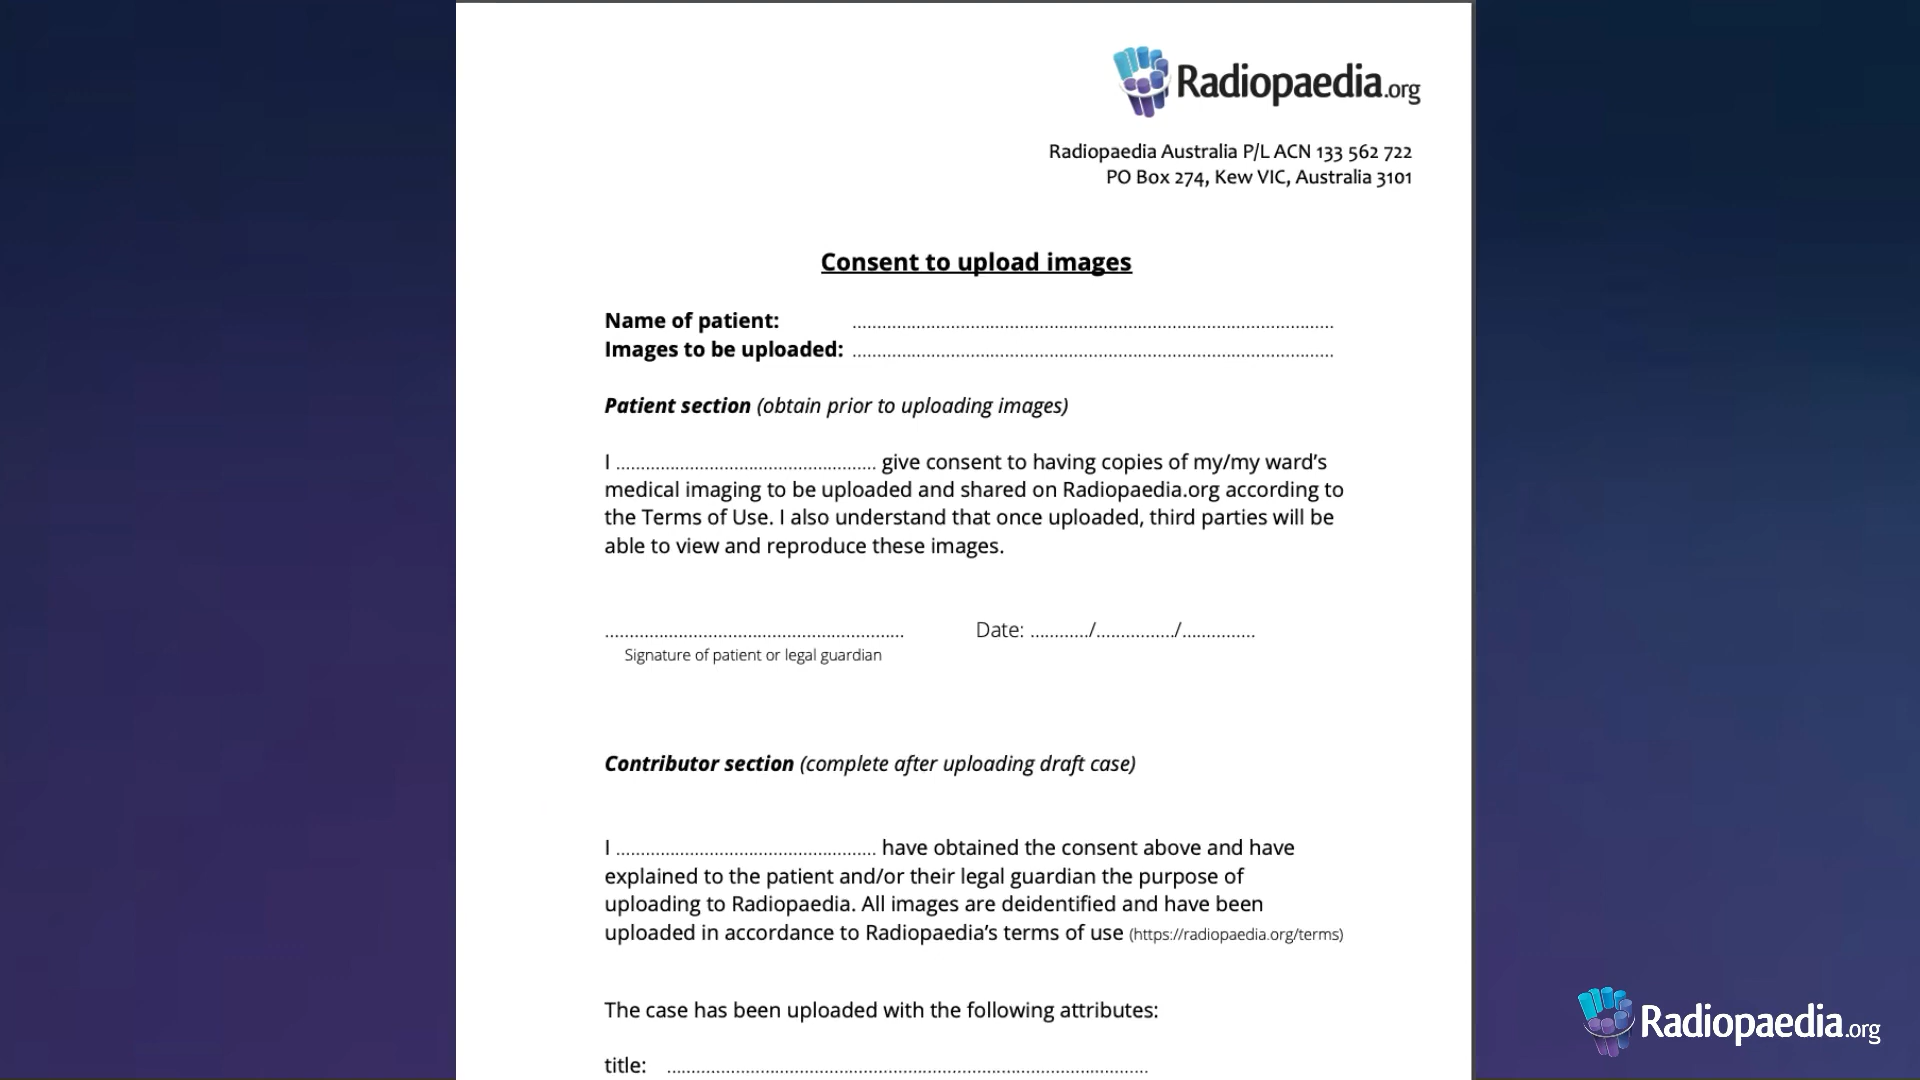 Radiopaedia.org
Radiopaedia Australia P/L ACN 133 562 722
PO Box 274, Kew VIC, Australia 3101
Consent to upload images
Name of patient: ................................................................................................
Images to be uploaded: ................................................................................................
Patient section (obtain prior to uploading images)
I .................................................... give consent to having copies of my/my ward’s
medical imaging to be uploaded and shared on Radiopaedia.org according to
the Terms of Use. I also understand that once uploaded, third parties will be
able to view and reproduce these images.
............................................................ Date: ............/................/..............
Signature of patient or legal guardian
Contributor section (complete after uploading draft case)
I .................................................... have obtained the consent above and have
explained to the patient and/or their legal guardian the purpose of
uploading to Radiopaedia. All images are deidentified and have been
uploaded in accordance to Radiopaedia’s terms of use (https://radiopaedia.org/terms)
The case has been uploaded with the following attributes:
title: ................................................................................................
Radiopaedia.org